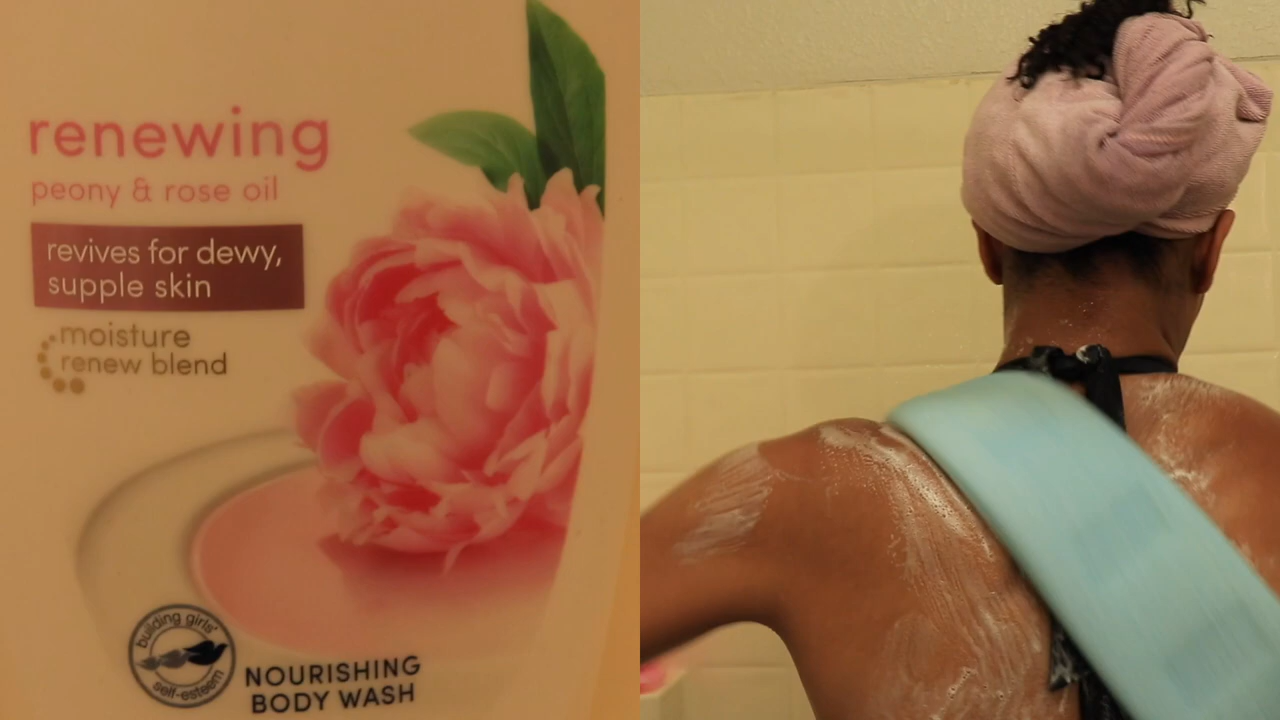 renewing
peony & rose oil
revives for dewy,
supple skin
moisture
renew blend
building girls'
self-esteem
NOURISHING
BODY WASH